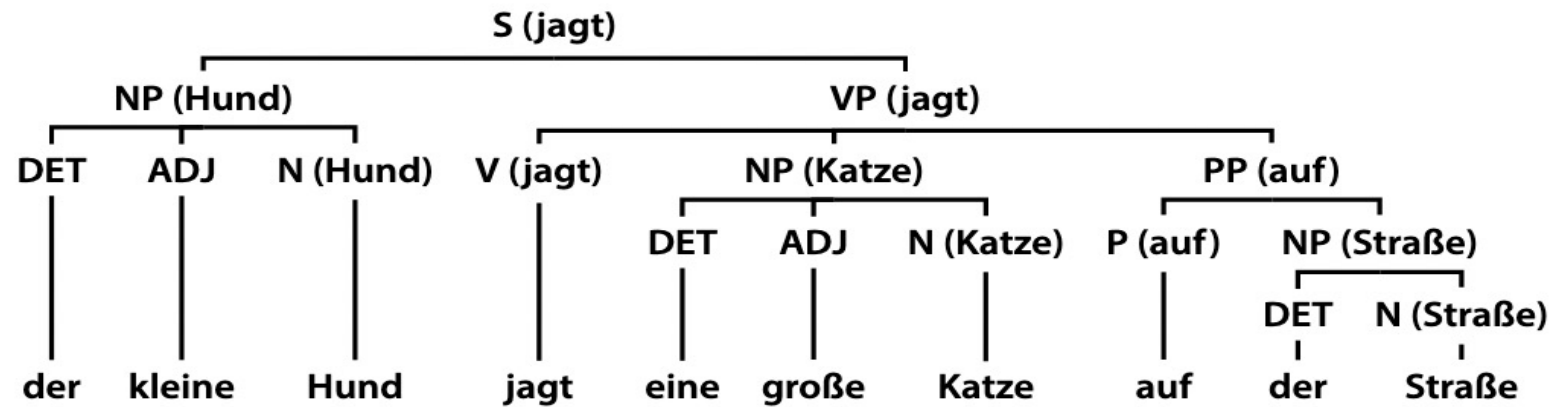 S (jagt)
NP (Hund) VP (jagt)
DET ADJ N (Hund) V (jagt) NP (Katze) PP (auf)
DET ADJ N (Katze) P (auf) NP (Straße)
DET N (Straße)
der kleine Hund jagt eine große Katze auf der Straße